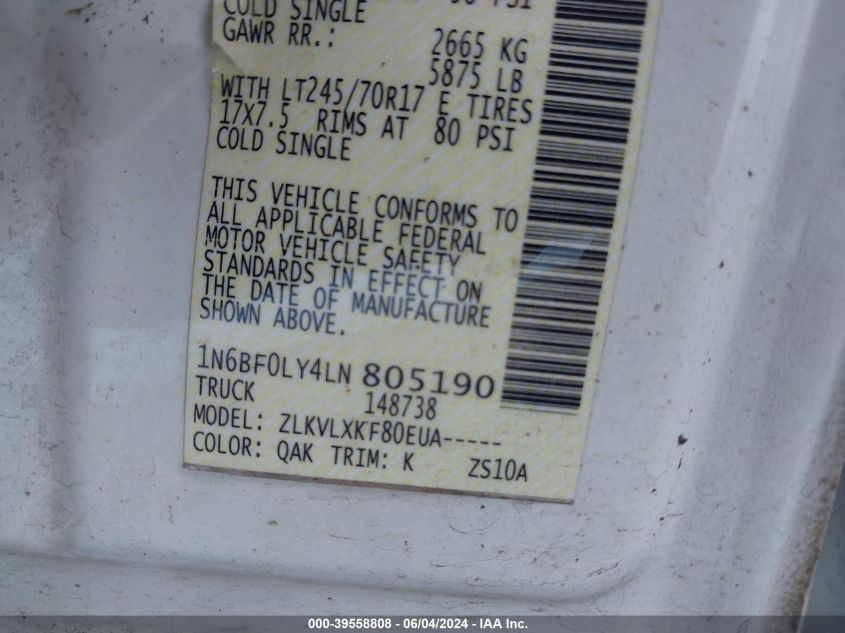 COLD SINGLE
GAWR RR.: 2665 KG
5875 LB
WITH LT245/70R17 E TIRES
17X7.5 RIMS AT 80 PSI
COLD SINGLE
THIS VEHICLE CONFORMS TO
ALL APPLICABLE FEDERAL
MOTOR VEHICLE SAFETY
STANDARDS IN EFFECT ON
THE DATE OF MANUFACTURE
SHOWN ABOVE.
1N6BF0LY4LN 805190
TRUCK 148738
MODEL: ZLKVLXKF80EUA-----
COLOR: QAK TRIM: K ZS10A
000-39558808 - 06/04/2024 - IAA Inc.